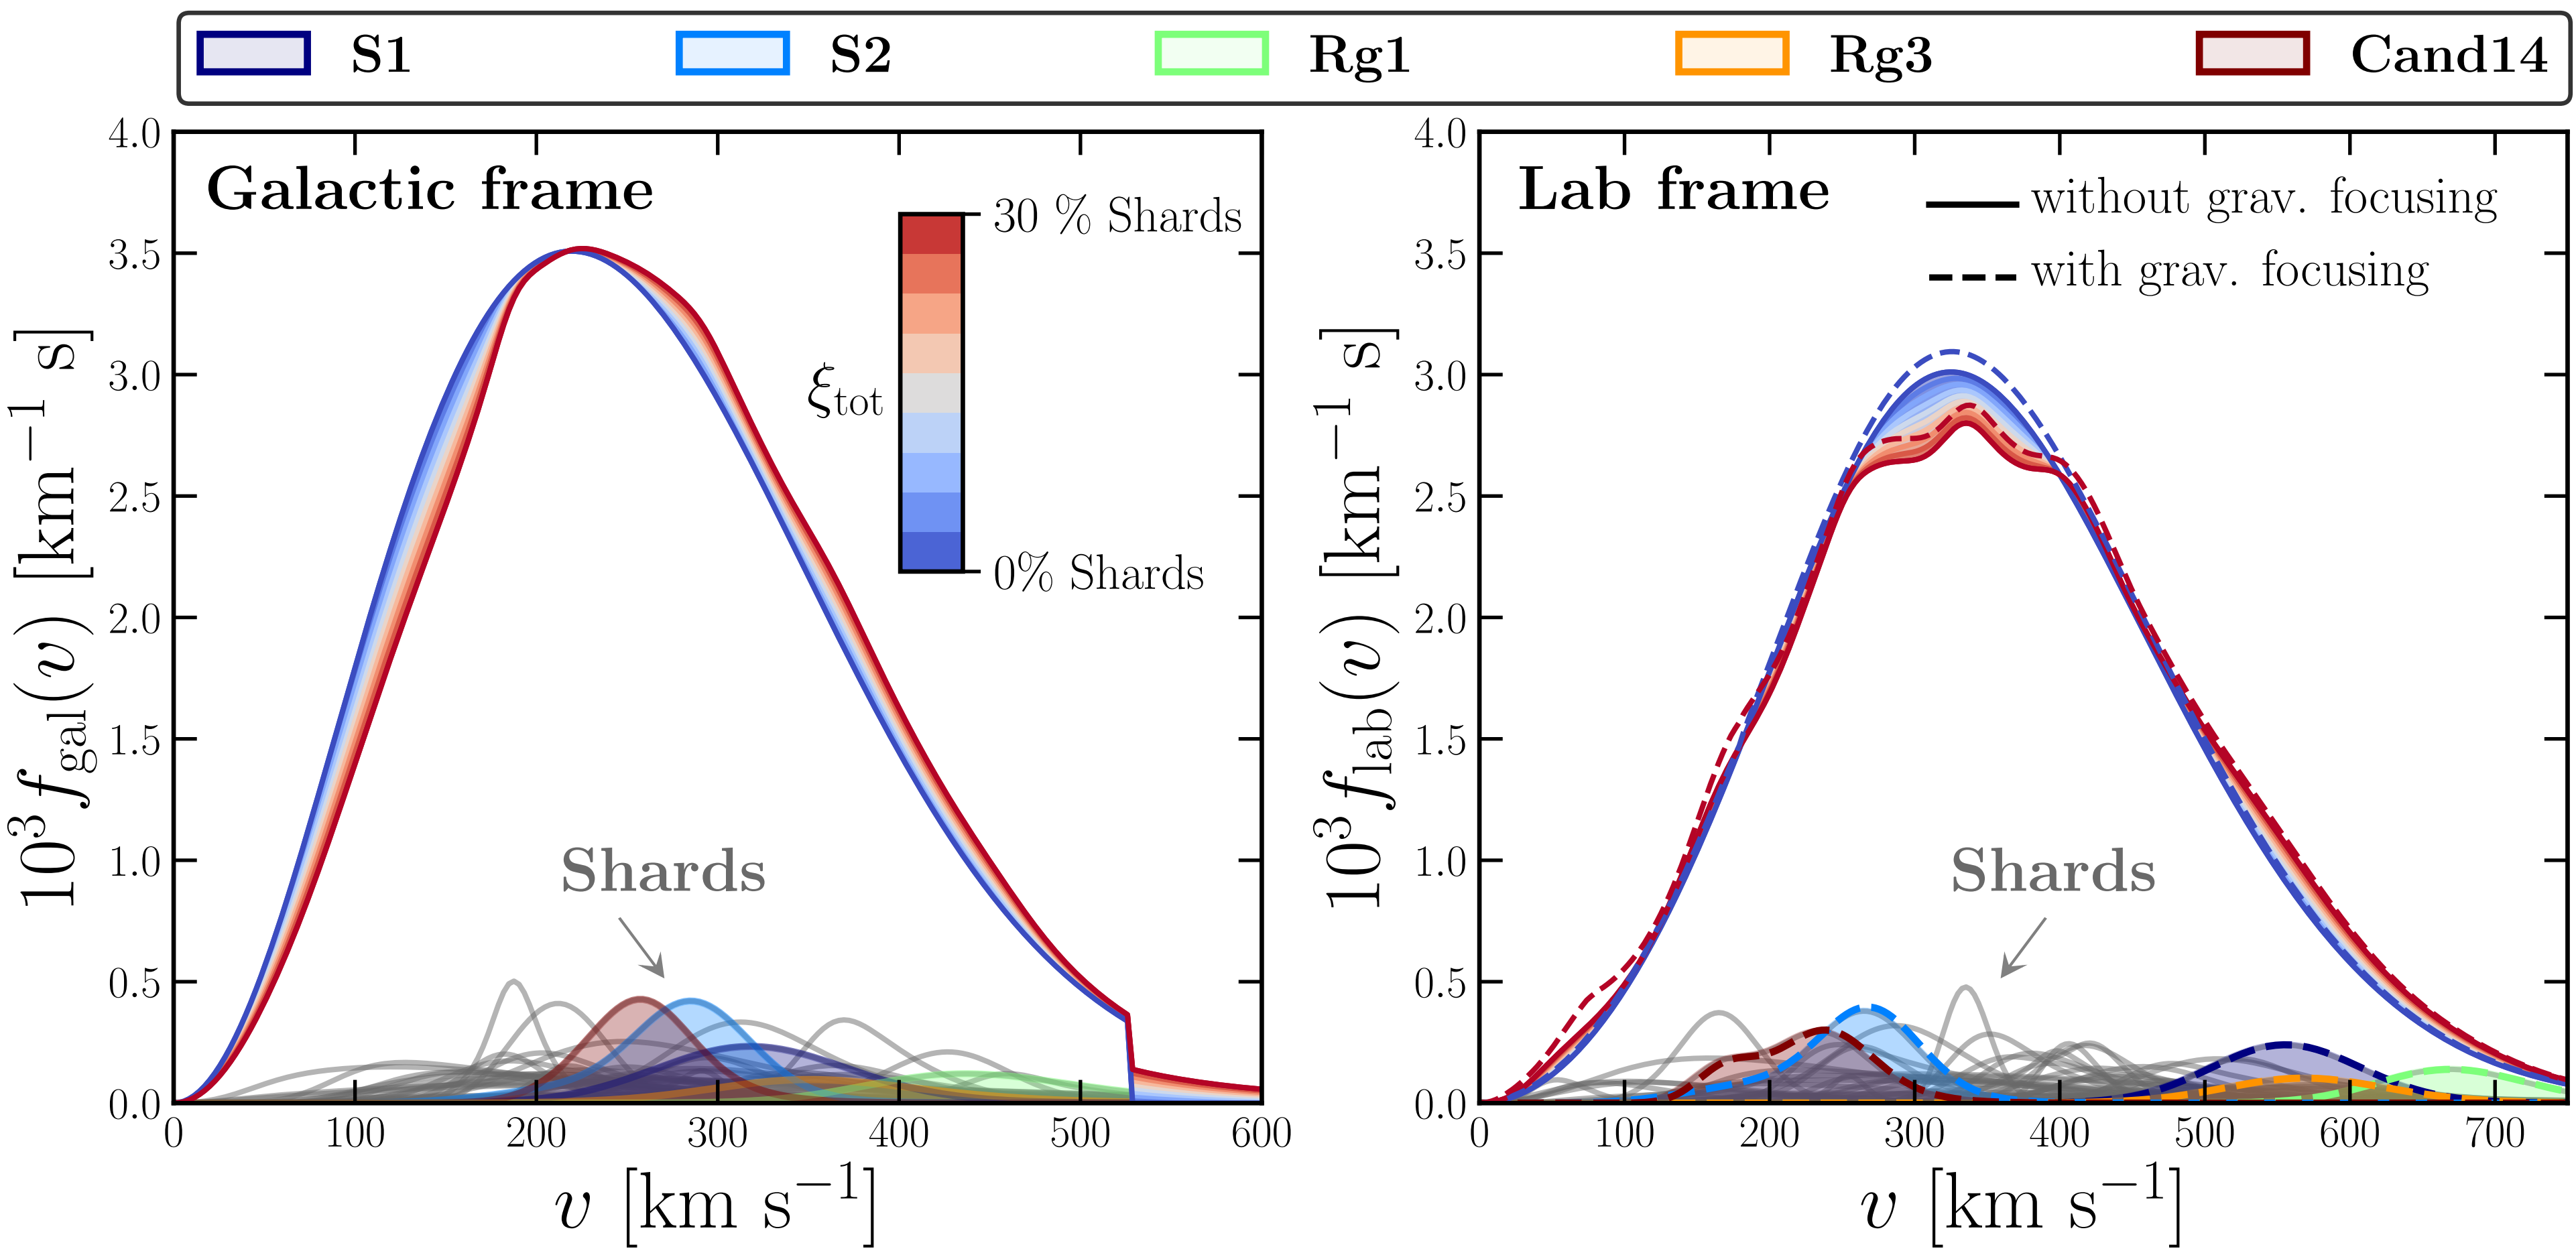 S1 S2 Rg1 Rg3 Cand14
Galactic frame
30 % Shards
ξtot
0% Shards
Shards
10³ f_gal(v) [km⁻¹ s]
4.0
3.5
3.0
2.5
2.0
1.5
1.0
0.5
0.0
0 100 200 300 400 500 600
v [km s⁻¹]
Lab frame
without grav. focusing
with grav. focusing
Shards
10³ f_lab(v) [km⁻¹ s]
4.0
3.5
3.0
2.5
2.0
1.5
1.0
0.5
0.0
0 100 200 300 400 500 600 700
v [km s⁻¹]